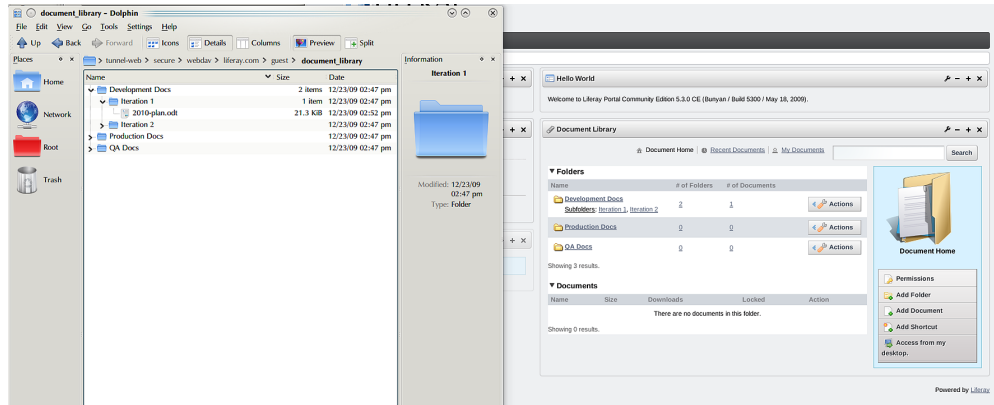 document_library - Dolphin
File Edit View Go Tools Settings Help
Up Back Forward Icons Details Columns Preview Split
Places
Home
Network
Root
Trash
> tunnel-web > secure > webdav > liferay.com > guest > document_library
Name Size Date
Development Docs 2 items 12/23/09 02:47 pm
Iteration 1 1 item 12/23/09 02:47 pm
2010-plan.odt 21.3 KiB 12/23/09 02:52 pm
Iteration 2 12/23/09 02:47 pm
Production Docs 12/23/09 02:47 pm
QA Docs 12/23/09 02:47 pm
Information
Iteration 1
Modified: 12/23/09
02:47 pm
Type: Folder
Hello World
Welcome to Liferay Portal Community Edition 5.3.0 CE (Bunyan / Build 5300 / May 18, 2009).
Document Library
Document Home | Recent Documents | My Documents Search
Folders
Name # of Folders # of Documents
Development Docs 2 1 Actions
Subfolders: Iteration 1, Iteration 2
Production Docs 0 0 Actions
QA Docs 0 0 Actions
Showing 3 results.
Documents
Name Size Downloads Locked Action
There are no documents in this folder.
Showing 0 results.
Document Home
Permissions
Add Folder
Add Document
Add Shortcut
Access from my
desktop.
Powered by Liferay